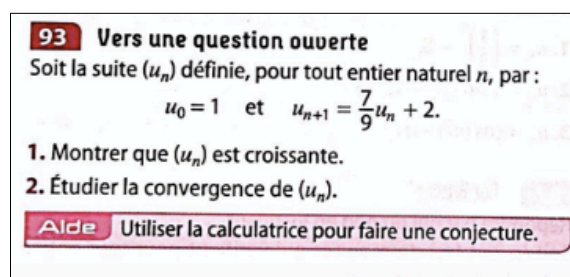 93 Vers une question ouverte
Soit la suite (uₙ) définie, pour tout entier naturel n, par :
u₀ = 1 et uₙ₊₁ = 7/9 uₙ + 2.
1. Montrer que (uₙ) est croissante.
2. Étudier la convergence de (uₙ).
Aide Utiliser la calculatrice pour faire une conjecture.